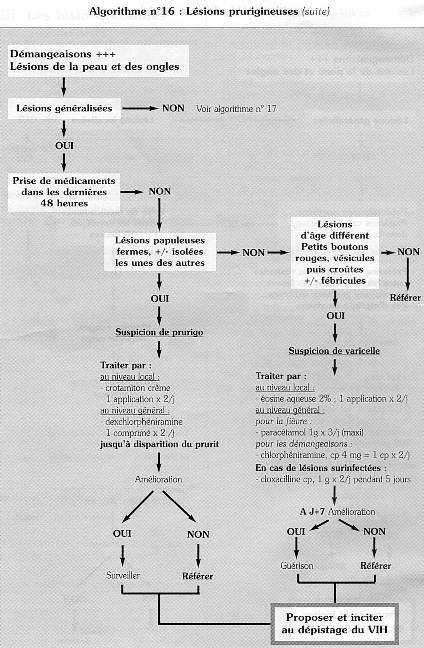 Algorithme n°16 : Lésions prurigineuses (suite)
Démangeaisons +++
Lésions de la peau et des ongles
Lésions généralisées
NON
Voir algorithme n° 17
OUI
Prise de médicaments
dans les dernières
48 heures
NON
Lésions papuleuses
fermes, +/- isolées
les unes des autres
NON
Lésions
d'âge différent
Petits boutons
rouges, vésicules
puis croûtes
+/- fébricules
NON
Référer
OUI
Suspicion de prurigo
Traiter par :
au niveau local :
- crotamiton crème
1 application x 2/j
au niveau général :
dexchlorphéniramine
1 comprimé x 2 /j
jusqu'à disparition du prurit
Amélioration
OUI
NON
Surveiller
Référer
OUI
Suspicion de varicelle
Traiter par :
au niveau local :
- éosine aqueuse 2% ; 1 application x 2/j
au niveau général :
pour la fièvre :
- paracétamol 1g x 3/j (maxi)
pour les démangeaisons :
- chlorphéniramine, cp 4 mg = 1 cp x 2/j
En cas de lésions surinfectées :
- cloxacilline cp, 1 g x 2/j pendant 5 jours
A J+7 Amélioration
OUI
NON
Guérison
Référer
Proposer et inciter
au dépistage du VIH